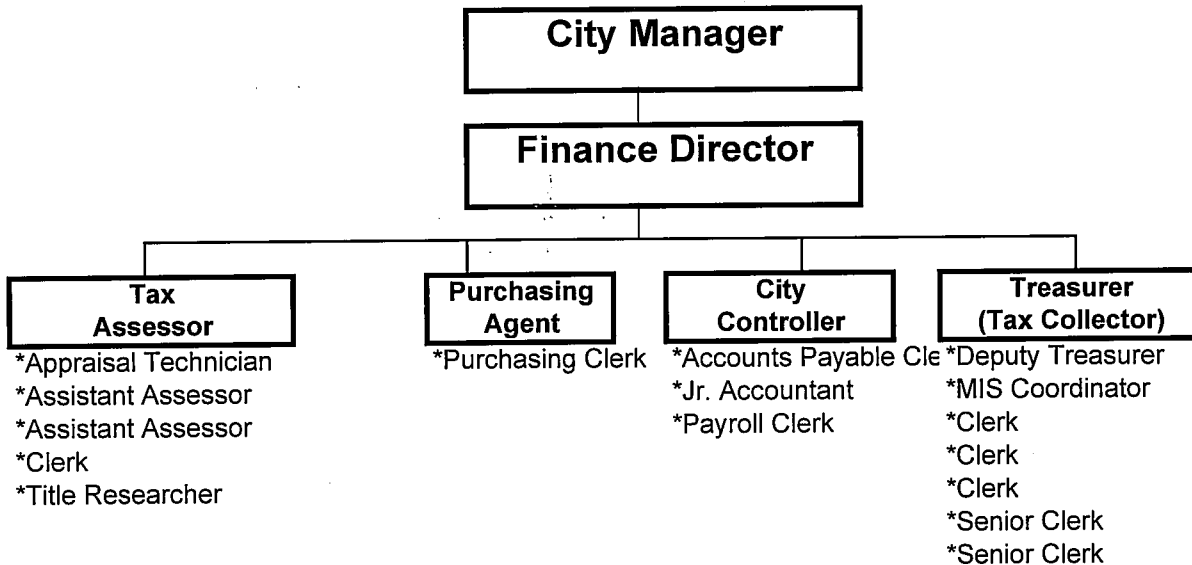 City Manager
Finance Director
Tax
Assessor
*Appraisal Technician
*Assistant Assessor
*Assistant Assessor
*Clerk
*Title Researcher
Purchasing
Agent
*Purchasing Clerk
City
Controller
*Accounts Payable Cle
*Jr. Accountant
*Payroll Clerk
Treasurer
(Tax Collector)
*Deputy Treasurer
*MIS Coordinator
*Clerk
*Clerk
*Clerk
*Senior Clerk
*Senior Clerk